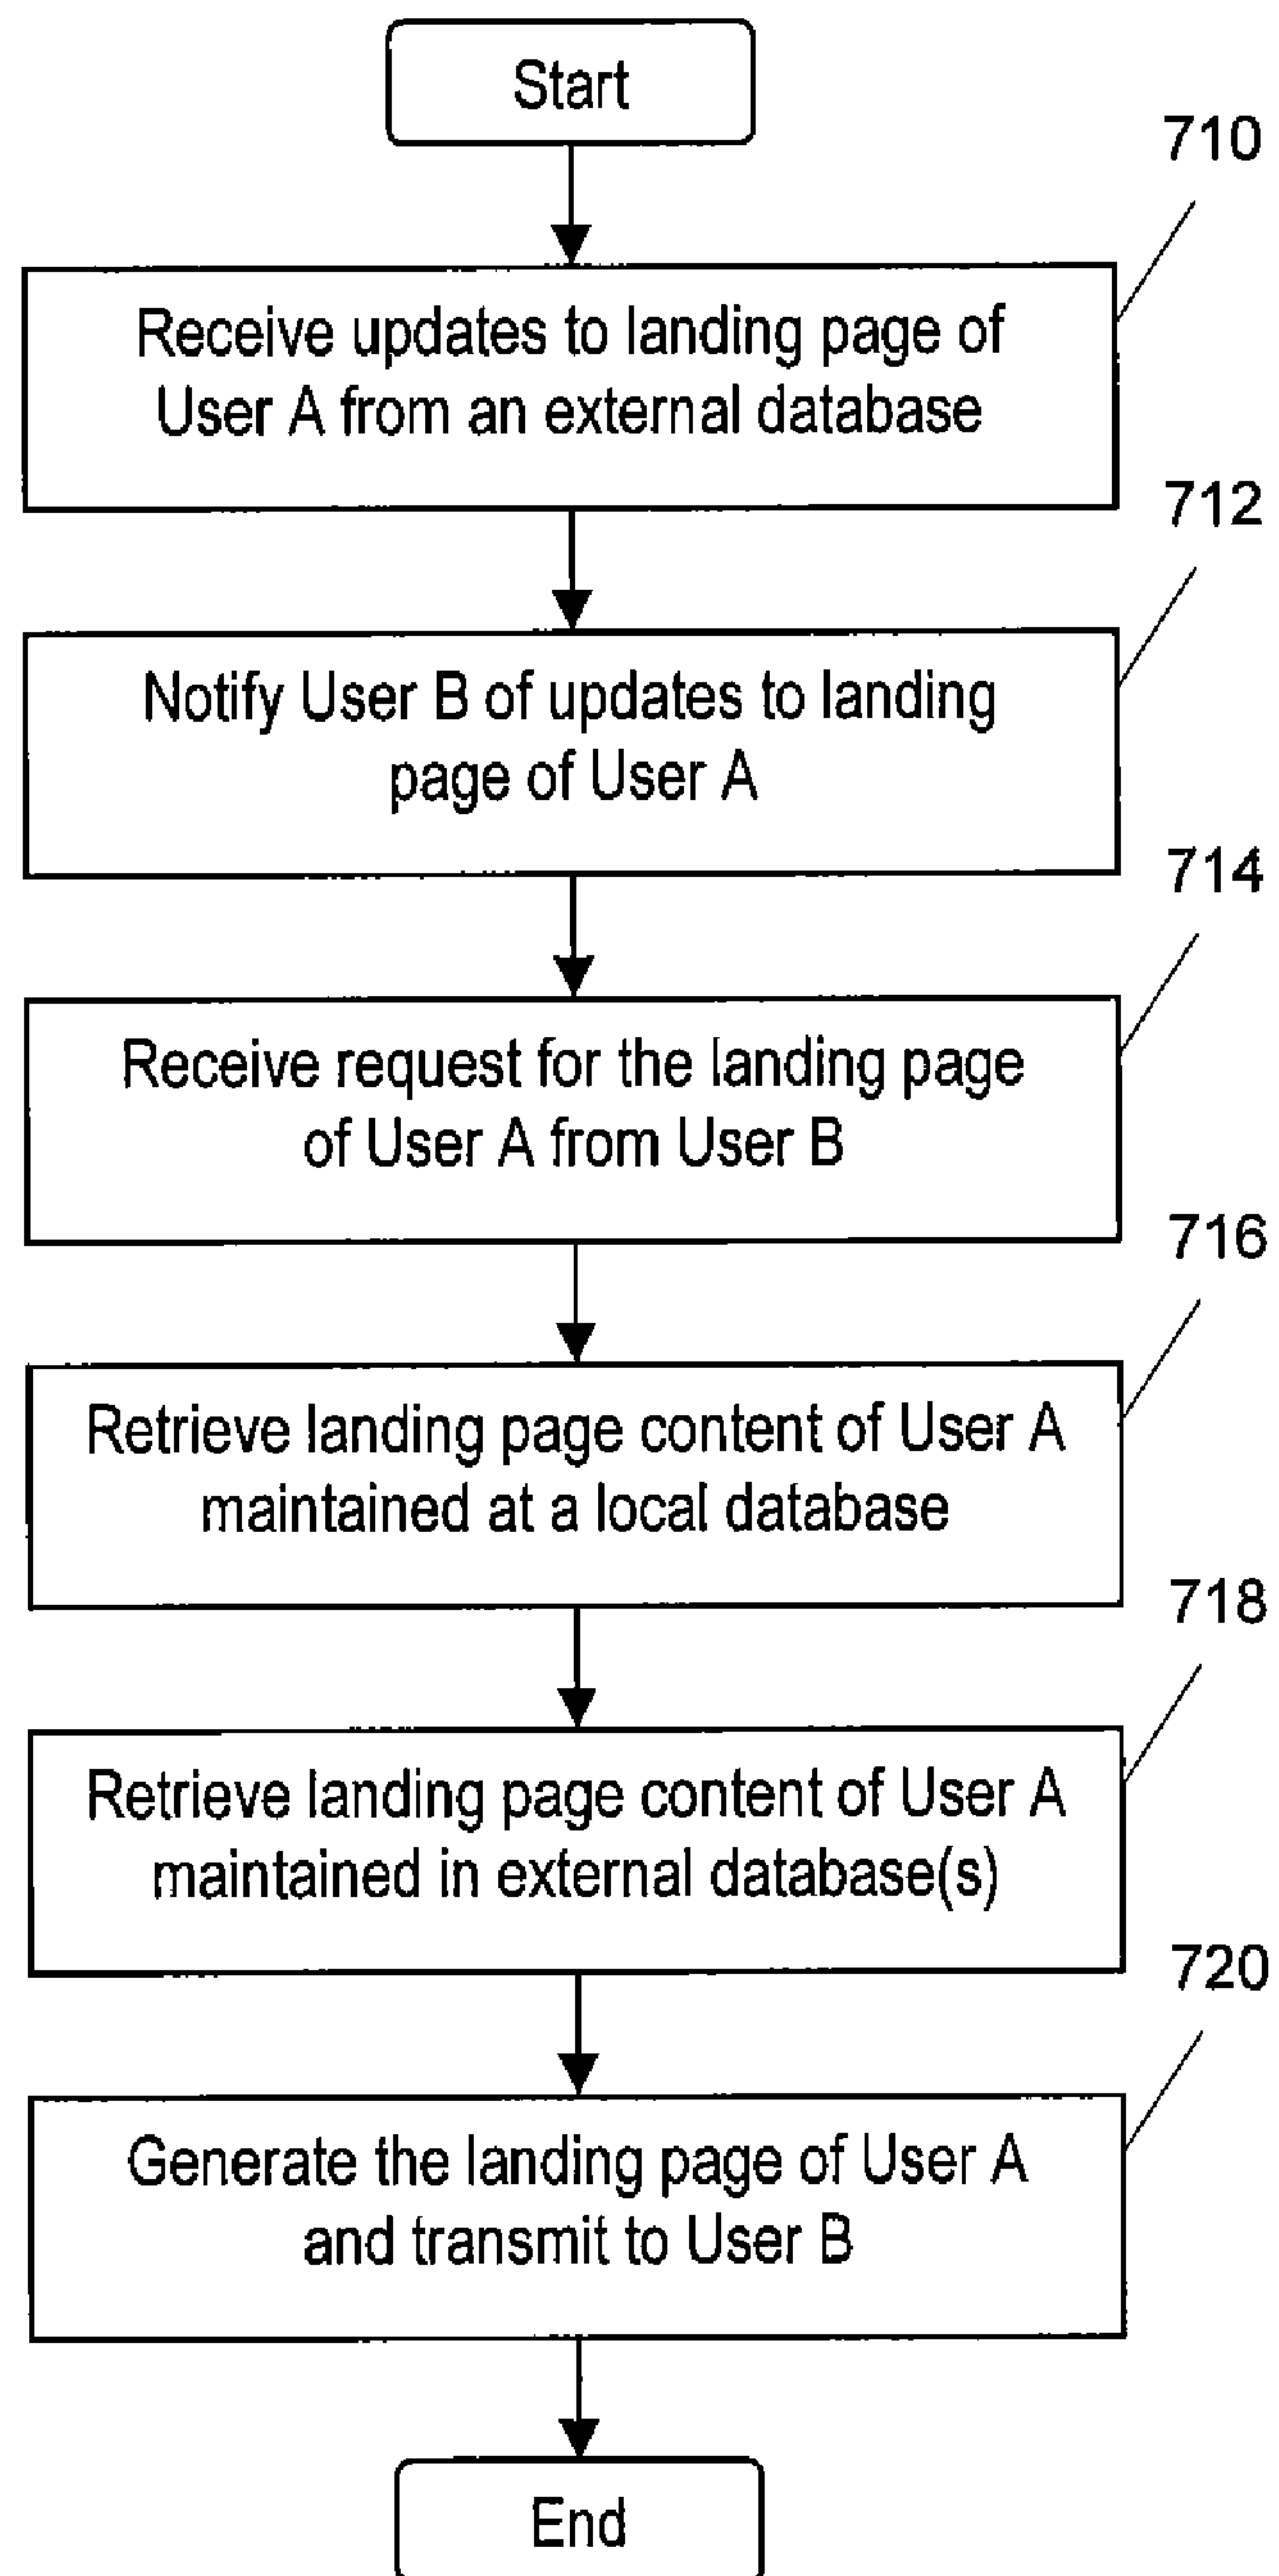 Start
710
Receive updates to landing page of
User A from an external database
712
Notify User B of updates to landing
page of User A
714
Receive request for the landing page
of User A from User B
716
Retrieve landing page content of User A
maintained at a local database
718
Retrieve landing page content of User A
maintained in external database(s)
720
Generate the landing page of User A
and transmit to User B
End